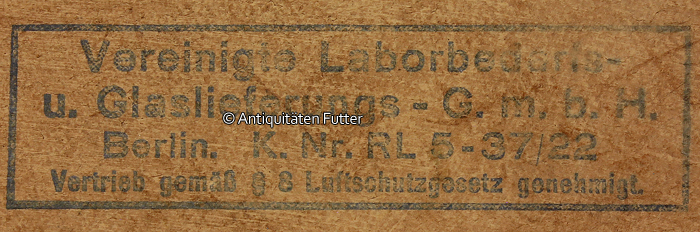 Vereinigte Laborbedarfs-
u. Glaslieferungs - G. m. b. H.
© Antiquitäten Futter
Berlin. K. Nr. RL 5 - 37/22
Vertrieb gemäß § 8 Luftschutzgesetz genehmigt.